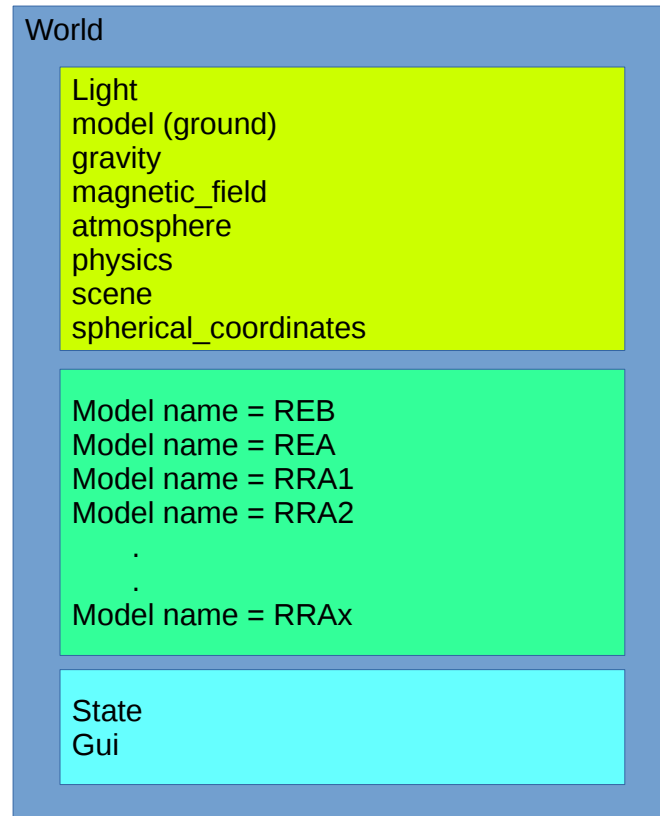 World
Light
model (ground)
gravity
magnetic_field
atmosphere
physics
scene
spherical_coordinates
Model name = REB
Model name = REA
Model name = RRA1
Model name = RRA2
.
.
Model name = RRAx
State
Gui